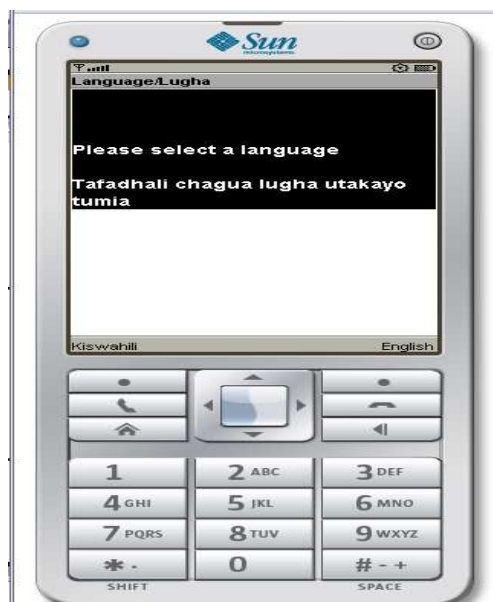 Sun
microsystems
Language/Lugha
Please select a language
Tafadhali chagua lugha utakayo
tumia
Kiswahili English
1 2 ABC 3 DEF
4 GHI 5 JKL 6 MNO
7 PQRS 8 TUV 9 WXYZ
* . 0 # - +
SHIFT SPACE